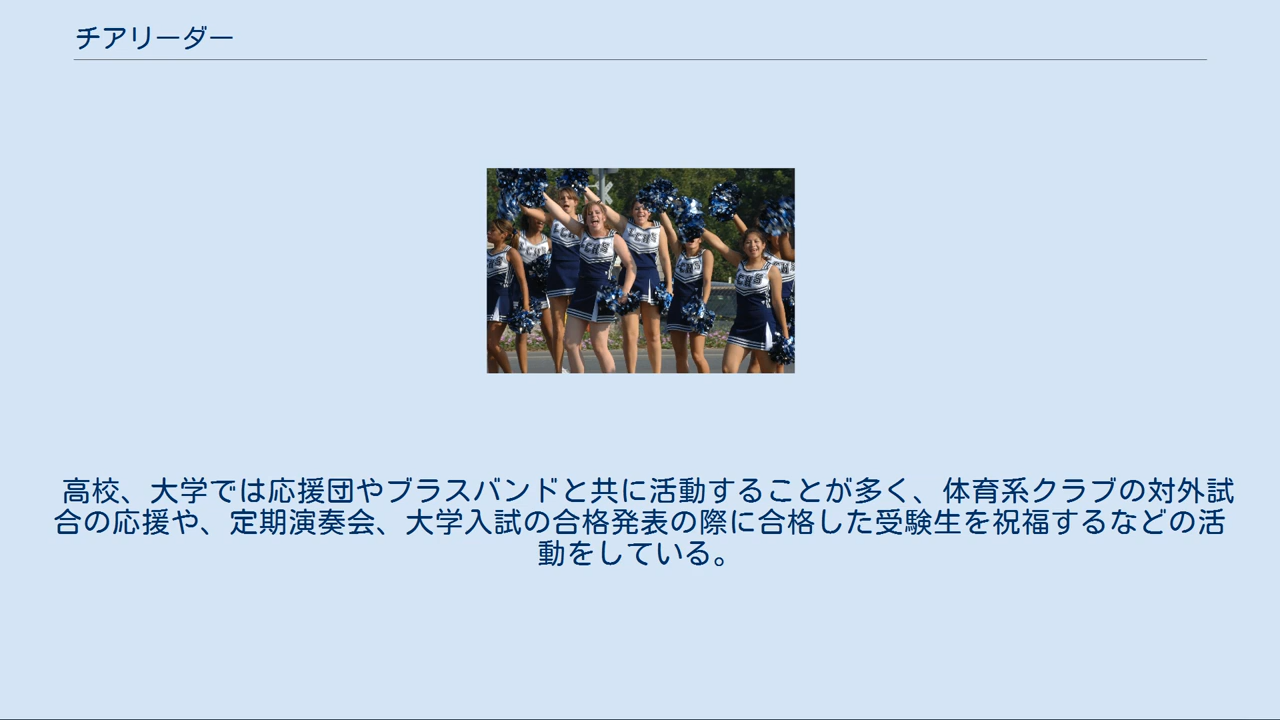 チアリーダー
LCHS
LCHS
LCHS
LCHS
高校、大学では応援団やブラスバンドと共に活動することが多く、体育系クラブの対外試
合の応援や、定期演奏会、大学入試の合格発表の際に合格した受験生を祝福するなどの活
動をしている。